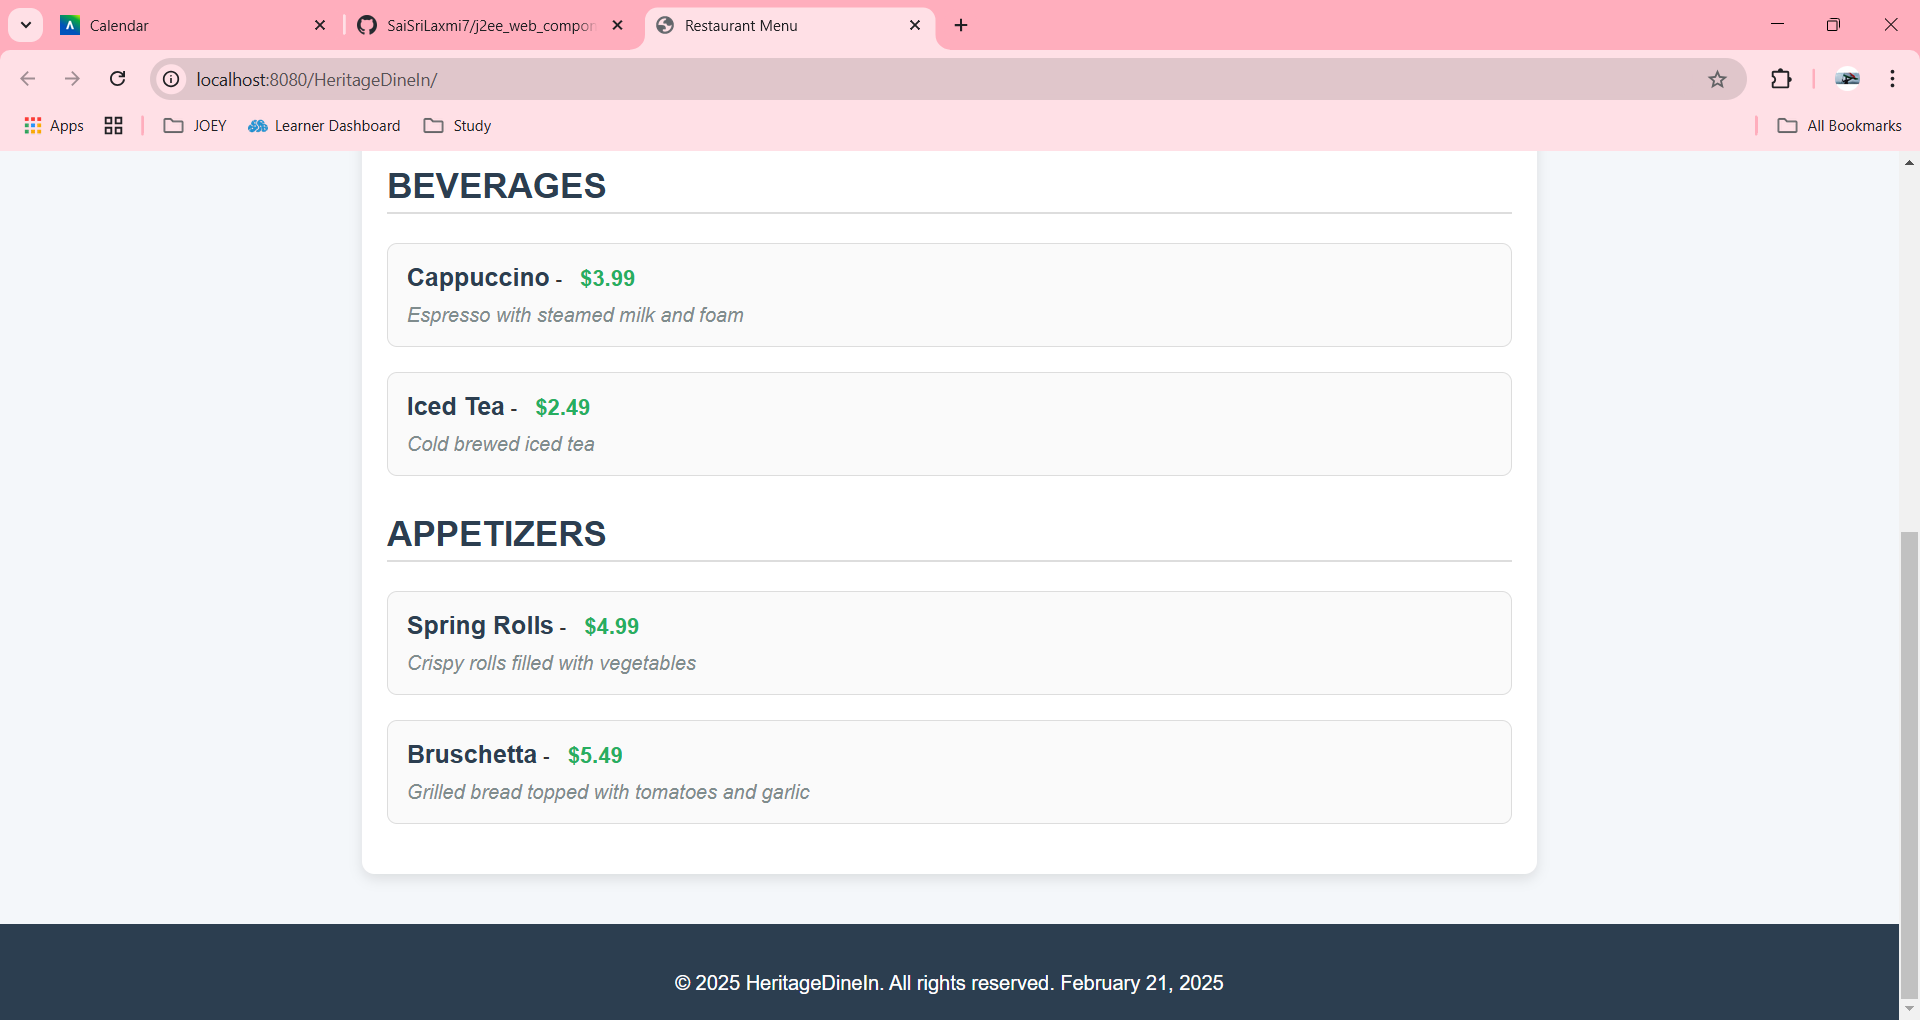 Calendar
SaiSriLaxmi7/j2ee_web_compon
Restaurant Menu
localhost:8080/HeritageDineIn/
Apps
JOEY
Learner Dashboard
Study
All Bookmarks
BEVERAGES
Cappuccino - $3.99
Espresso with steamed milk and foam
Iced Tea - $2.49
Cold brewed iced tea
APPETIZERS
Spring Rolls - $4.99
Crispy rolls filled with vegetables
Bruschetta - $5.49
Grilled bread topped with tomatoes and garlic
© 2025 HeritageDineIn. All rights reserved. February 21, 2025